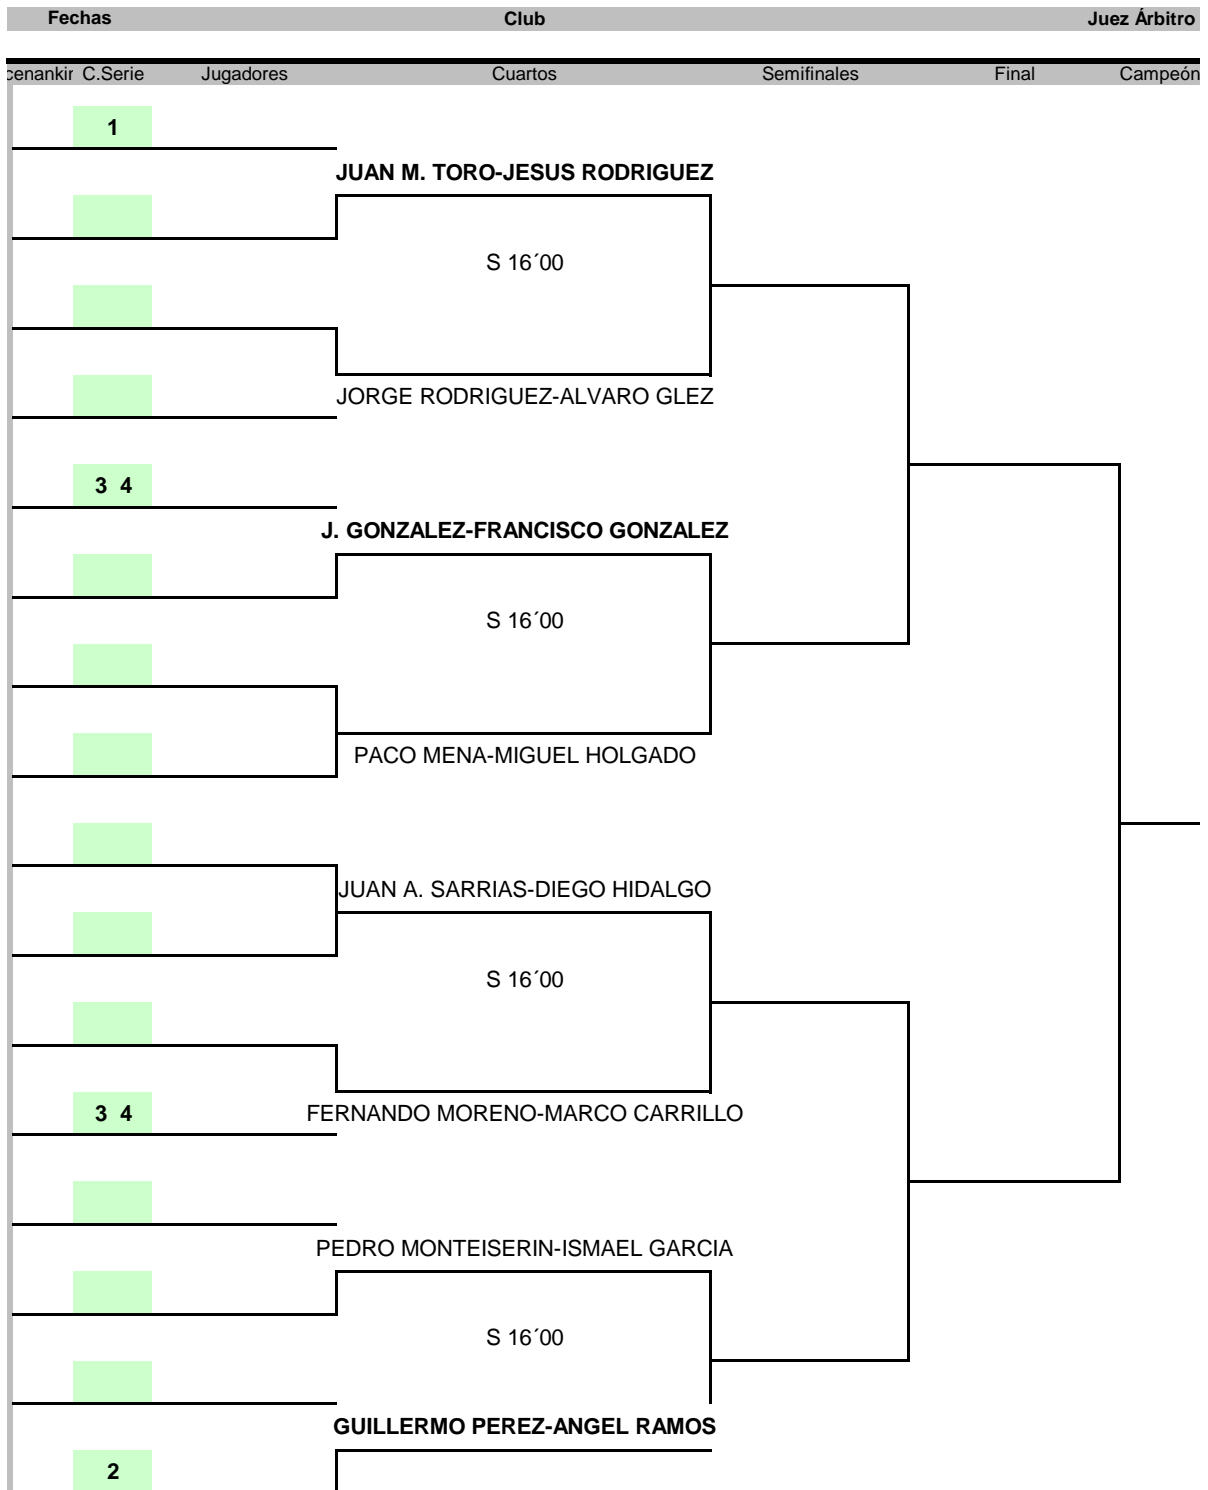 Fechas Club Juez Árbitro
C.Serie Jugadores Cuartos Semifinales Final Campeón
1
JUAN M. TORO-JESUS RODRIGUEZ
S 16´00
JORGE RODRIGUEZ-ALVARO GLEZ
3 4
J. GONZALEZ-FRANCISCO GONZALEZ
S 16´00
PACO MENA-MIGUEL HOLGADO
JUAN A. SARRIAS-DIEGO HIDALGO
S 16´00
3 4 FERNANDO MORENO-MARCO CARRILLO
PEDRO MONTEISERIN-ISMAEL GARCIA
S 16´00
GUILLERMO PEREZ-ANGEL RAMOS
2